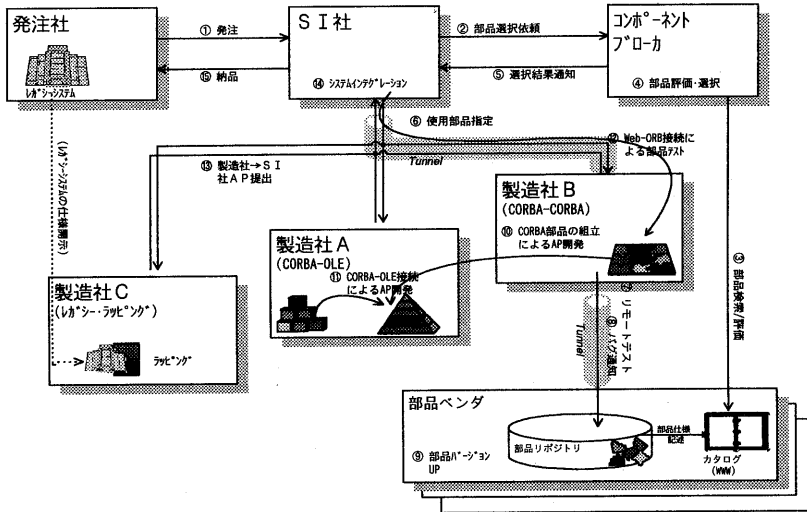 発注社
レガシーシステム
① 発注
⑮ 納品
SI社
⑭ システムインテグレーション
② 部品選択依頼
⑤ 選択結果通知
コンポーネント
ブローカ
④ 部品評価・選択
⑥ 使用部品指定
⑫ Web-ORB接続に
よる部品テスト
Tunnel
⑬ 製造社→SI
社AP提出
(レガシーシステムの仕様開示)
製造社B
(CORBA-CORBA)
⑩ CORBA部品の組立
によるAP開発
製造社A
(CORBA-OLE)
⑪ CORBA-OLE接続
によるAP開発
③ 部品検索/評価
製造社C
(レガシー・ラッピング)
ラッピング
⑦ リモートテスト
⑧ バグ通知
Tunnel
部品ベンダ
部品リポジトリ
部品仕様
記述
⑨ 部品バージョン
UP
カタログ
(WWW)